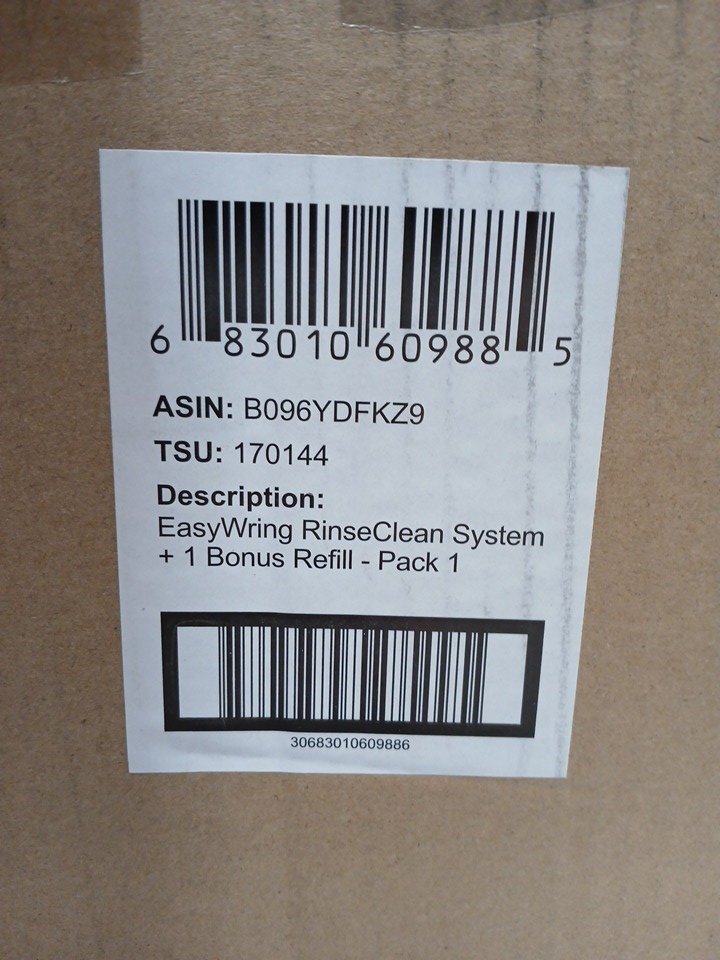 6 83010 60988 5
ASIN: B096YDFKZ9
TSU: 170144
Description:
EasyWring RinseClean System
+ 1 Bonus Refill - Pack 1
30683010609886